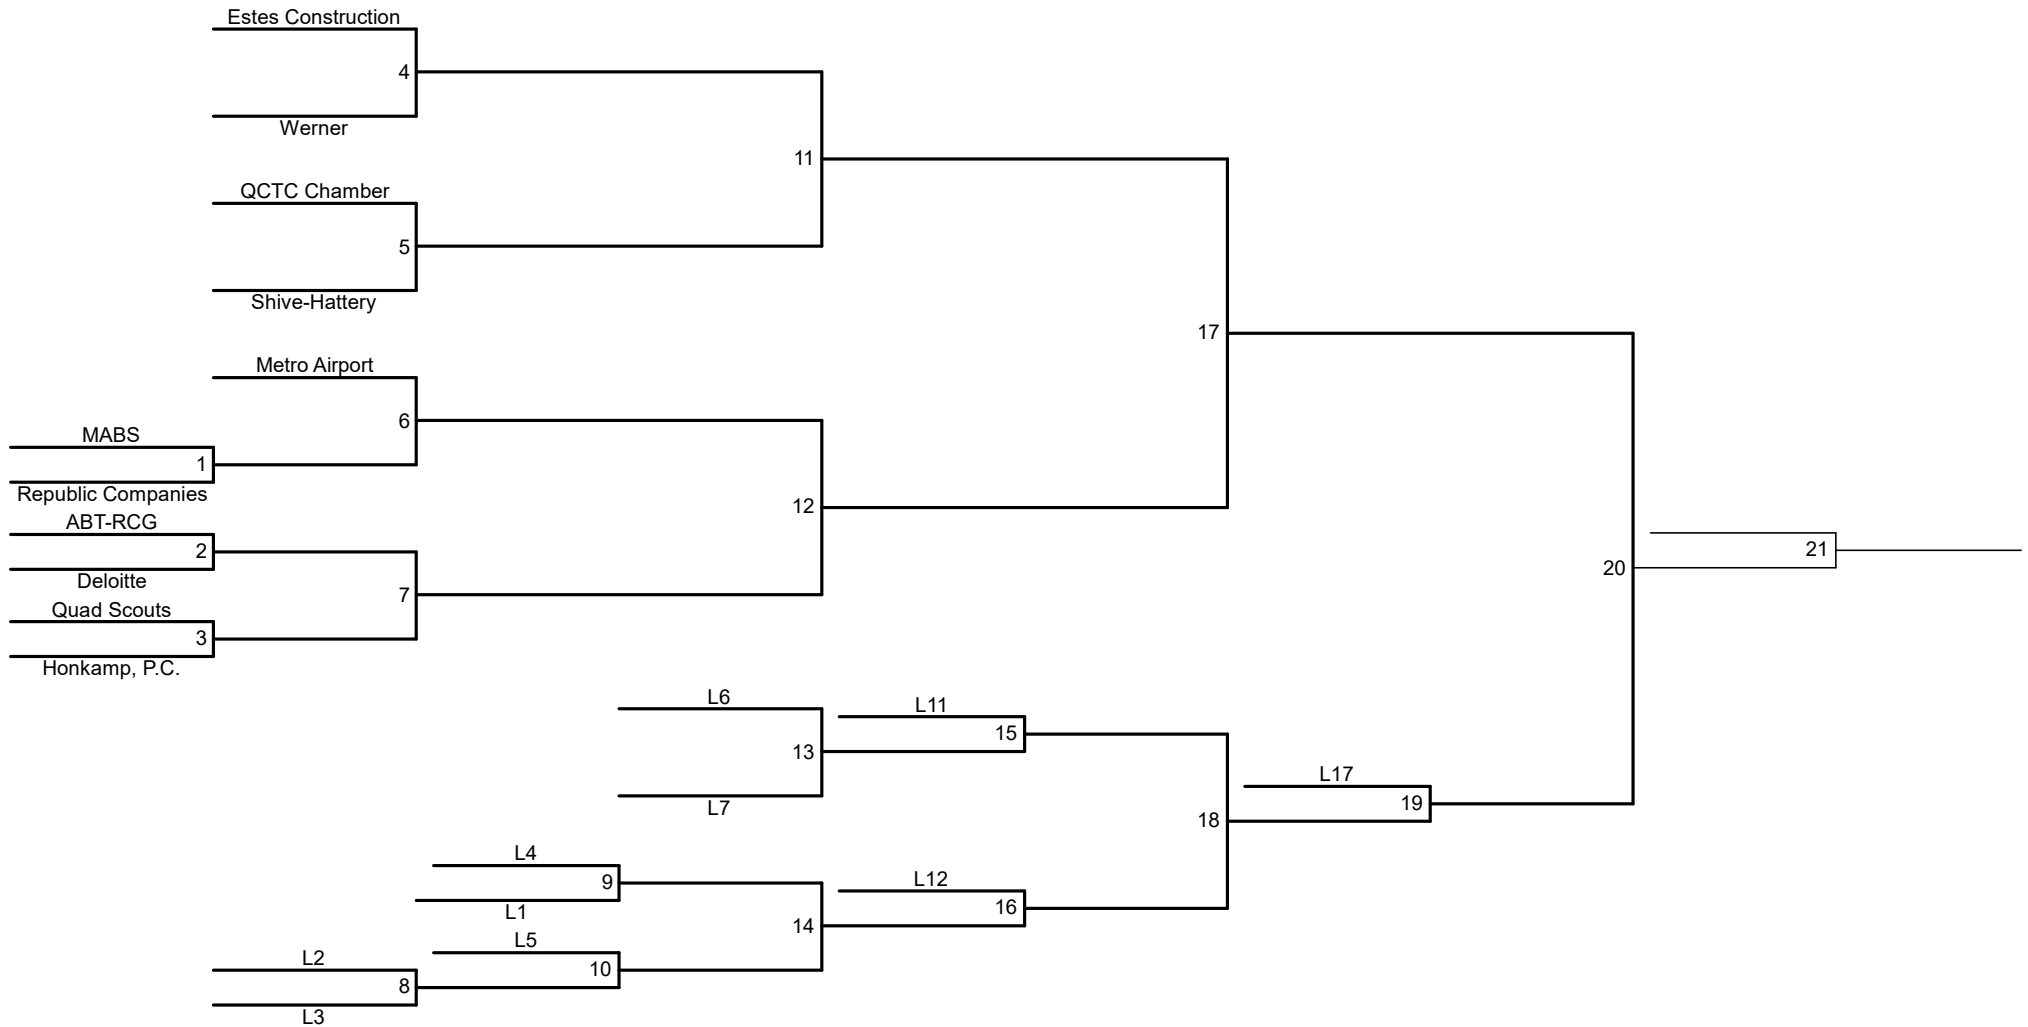 Estes Construction
4
Werner
11
QCTC Chamber
5
Shive-Hattery
17
Metro Airport
6
MABS
1
Republic Companies
12
ABT-RCG
2
Deloitte
7
Quad Scouts
3
Honkamp, P.C.
21
20
L6
L11
15
13
L7
L17
19
18
L4
9
L1
L12
16
14
L5
10
L2
8
L3